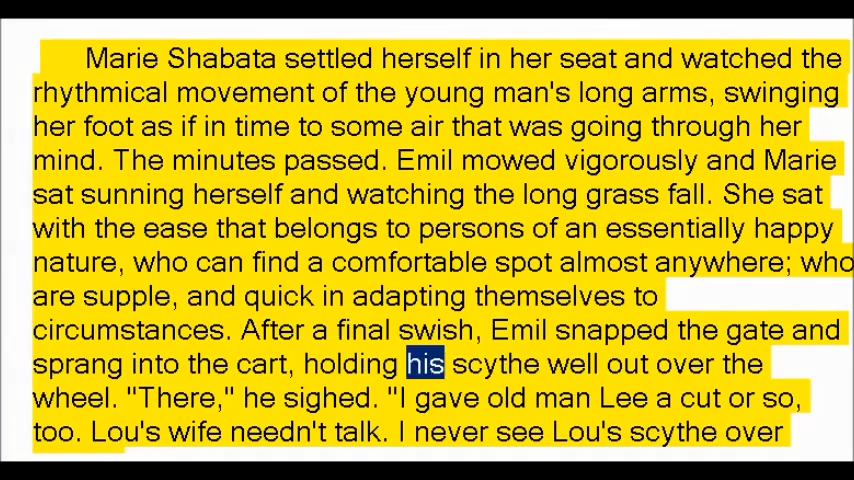 Marie Shabata settled herself in her seat and watched the
rhythmical movement of the young man's long arms, swinging
her foot as if in time to some air that was going through her
mind. The minutes passed. Emil mowed vigorously and Marie
sat sunning herself and watching the long grass fall. She sat
with the ease that belongs to persons of an essentially happy
nature, who can find a comfortable spot almost anywhere; who
are supple, and quick in adapting themselves to
circumstances. After a final swish, Emil snapped the gate and
sprang into the cart, holding his scythe well out over the
wheel. "There," he sighed. "I gave old man Lee a cut or so,
too. Lou's wife needn't talk. I never see Lou's scythe over